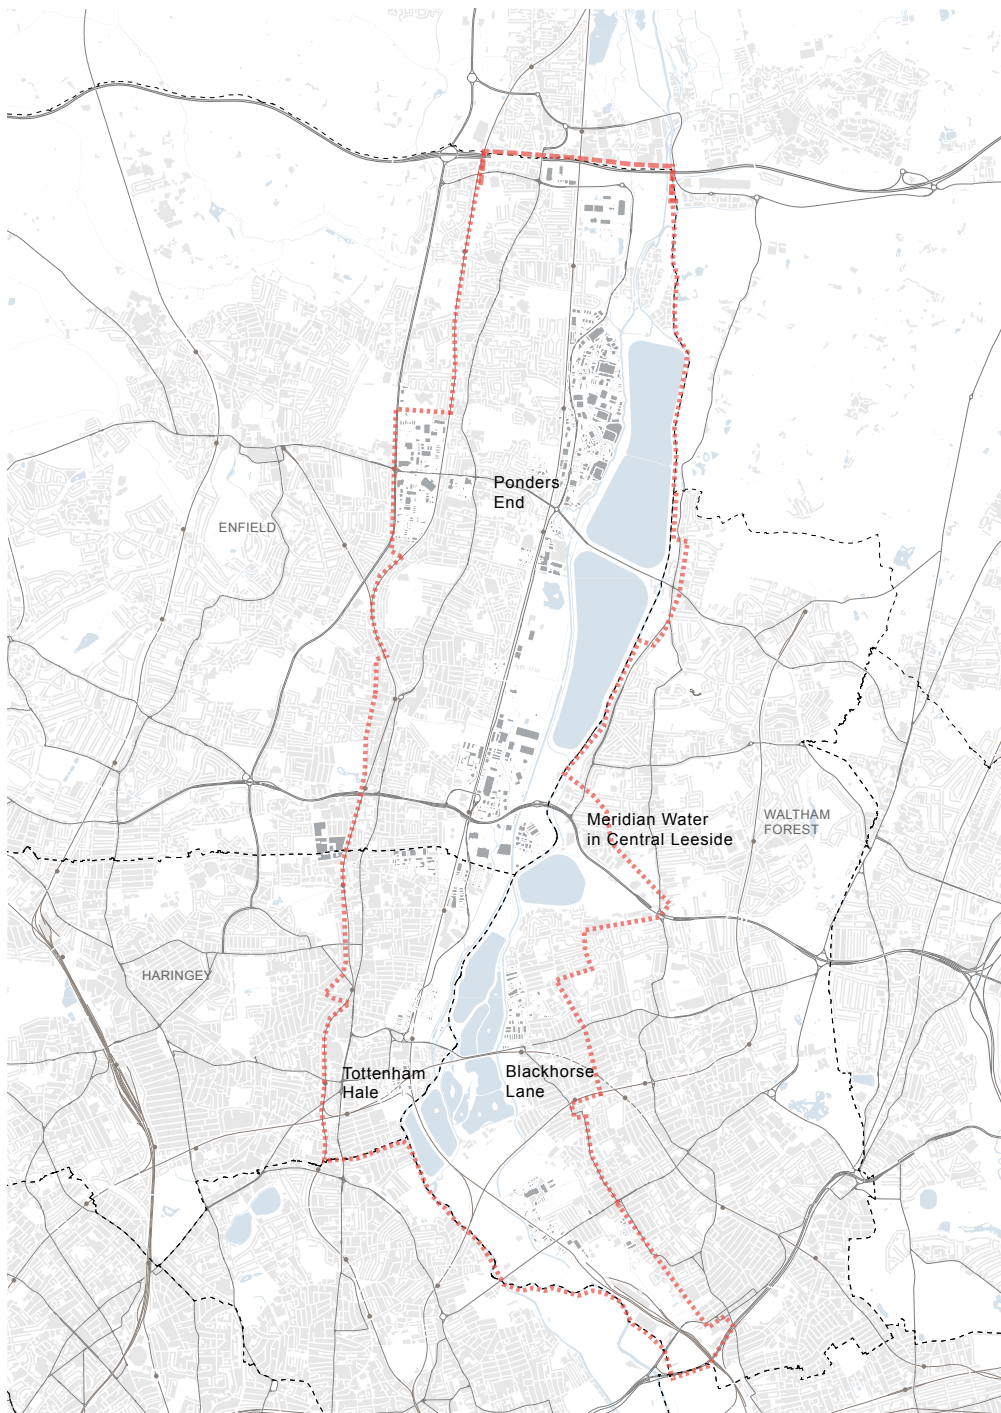 Ponders
End
ENFIELD
Meridian Water
in Central Leeside
WALTHAM
FOREST
HARINGEY
Tottenham
Hale
Blackhorse
Lane